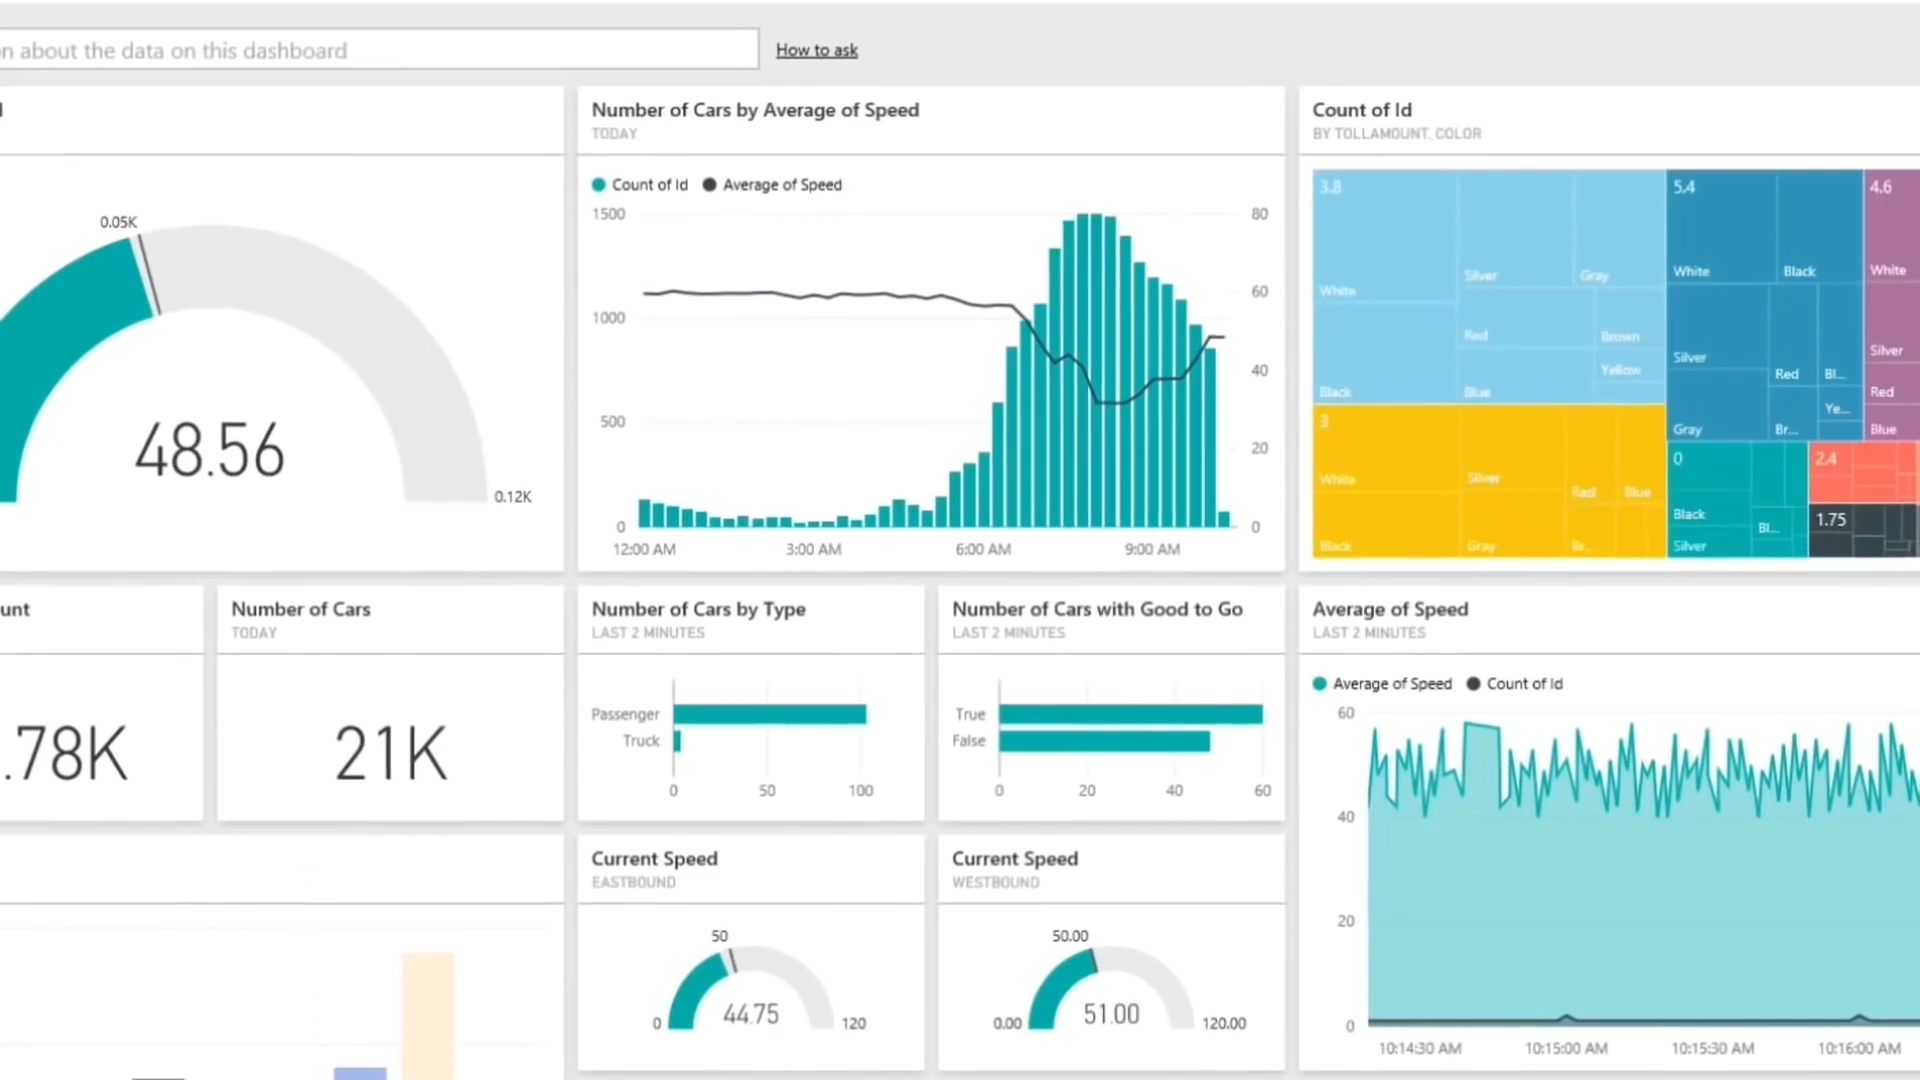 n about the data on this dashboard
How to ask
0.05K
48.56
0.12K
Number of Cars by Average of Speed
TODAY
Count of Id Average of Speed
1500
1000
500
0
80
60
40
20
0
12:00 AM 3:00 AM 6:00 AM 9:00 AM
Count of Id
BY TOLLAMOUNT, COLOR
3.8
White
Silver
Gray
Red
Brown
Yellow
Black
Blue
5.4
White
Black
Silver
Red
Bl...
Ye...
Gray
Br...
4.6
White
Silver
Red
Blue
3
White
Silver
Red
Blue
Black
Gray
Br...
0
Black
Bl...
Silver
2.4
1.75
unt
.78K
Number of Cars
TODAY
21K
Number of Cars by Type
LAST 2 MINUTES
Passenger
Truck
0 50 100
Number of Cars with Good to Go
LAST 2 MINUTES
True
False
0 20 40 60
Average of Speed
LAST 2 MINUTES
Average of Speed Count of Id
60
40
20
0
10:14:30 AM 10:15:00 AM 10:15:30 AM 10:16:00 AM
Current Speed
EASTBOUND
50
44.75
0 120
Current Speed
WESTBOUND
50.00
51.00
0.00 120.00